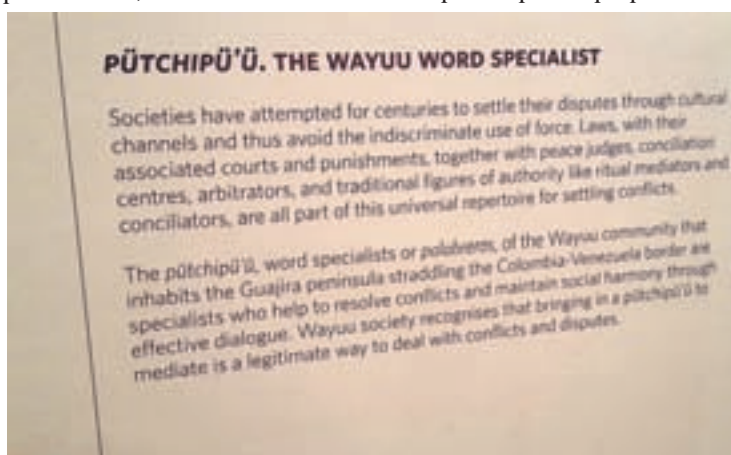 PÜTCHIPÜ'Ü. THE WAYUU WORD SPECIALIST
Societies have attempted for centuries to settle their disputes through cultural
channels and thus avoid the indiscriminate use of force. Laws, with their
associated courts and punishments, together with peace judges, conciliation
centres, arbitrators, and traditional figures of authority like ritual mediators and
conciliators, are all part of this universal repertoire for settling conflicts.
The pütchipü'ü, word specialists or palabreros, of the Wayuu community that
inhabits the Guajira peninsula straddling the Colombia-Venezuela border are
specialists who help to resolve conflicts and maintain social harmony through
effective dialogue. Wayuu society recognises that bringing in a pütchipü'ü to
mediate is a legitimate way to deal with conflicts and disputes.